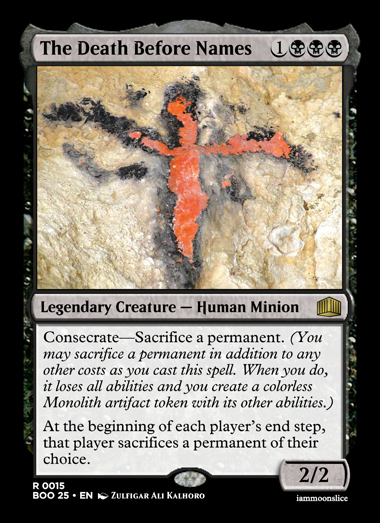 The Death Before Names 1
Legendary Creature — Human Minion
Consecrate—Sacrifice a permanent. (You
may sacrifice a permanent in addition to any
other costs as you cast this spell. When you do,
it loses all abilities and you create a colorless
Monolith artifact token with its other abilities.)
At the beginning of each player's end step,
that player sacrifices a permanent of their
choice.
2/2
R 0015
BOO 25 • EN Zulfigar Ali Kalhoro
iammoonslice